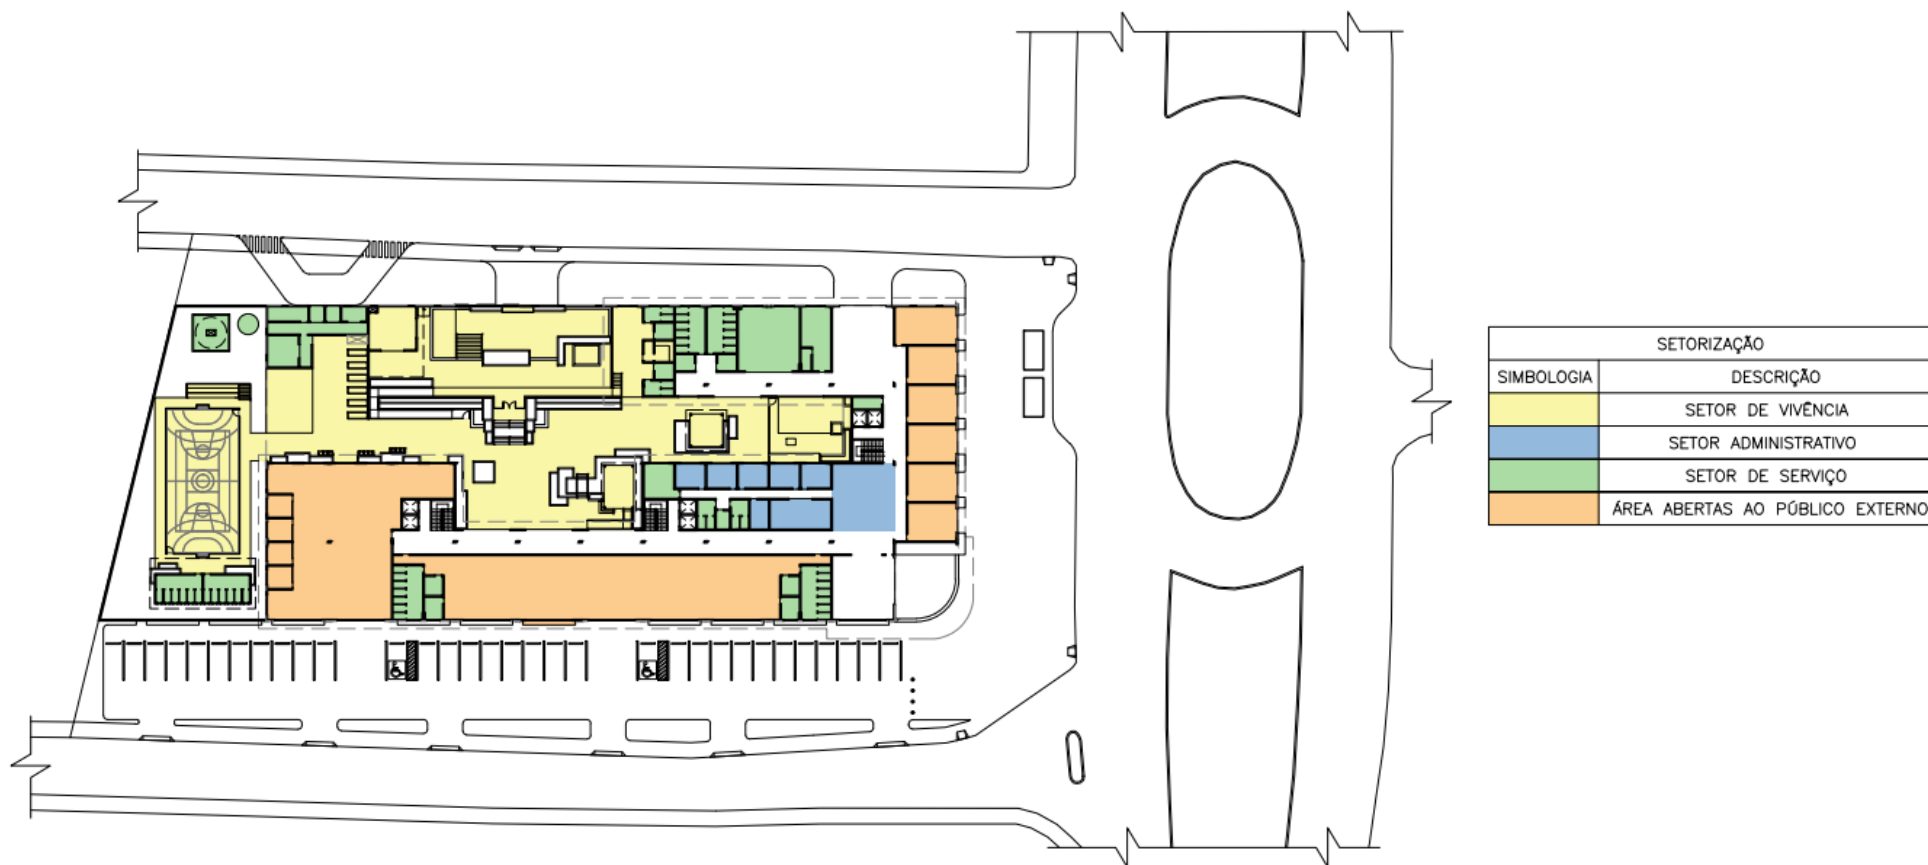 SETORIZAÇÃO
SIMBOLOGIA DESCRIÇÃO
SETOR DE VIVÊNCIA
SETOR ADMINISTRATIVO
SETOR DE SERVIÇO
ÁREA ABERTAS AO PÚBLICO EXTERNO